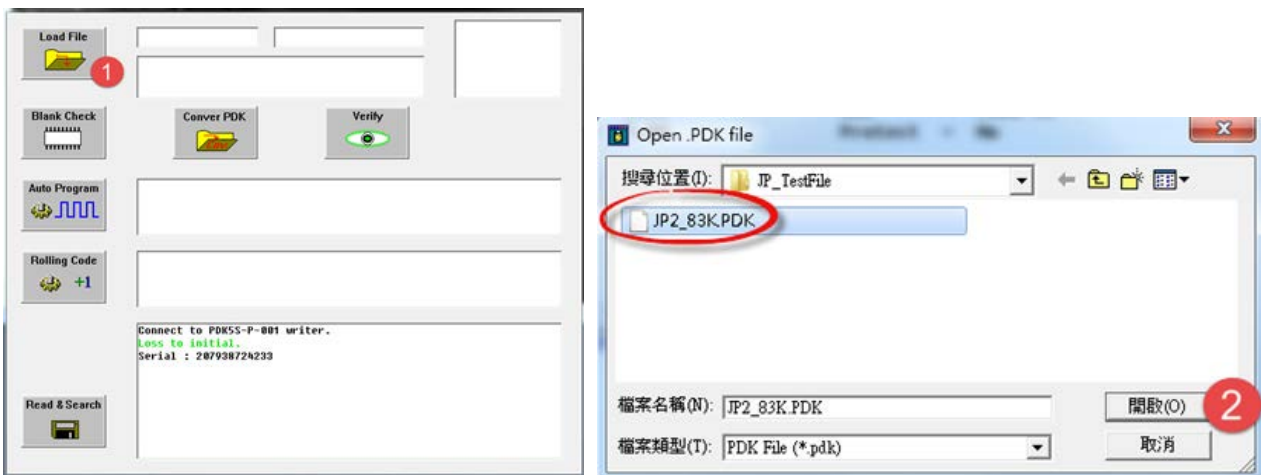 Load File
1
Blank Check
Conver PDK
Verify
Auto Program
Rolling Code
+1
Connect to PDK5S-P-001 writer.
Loss to initial.
Serial : 207938724233
Read & Search
Open .PDK file
搜尋位置(I): JP_TestFile
JP2_83K.PDK
檔案名稱(N): JP2_83K.PDK
開啟(O)
2
檔案類型(T): PDK File (*.pdk)
取消